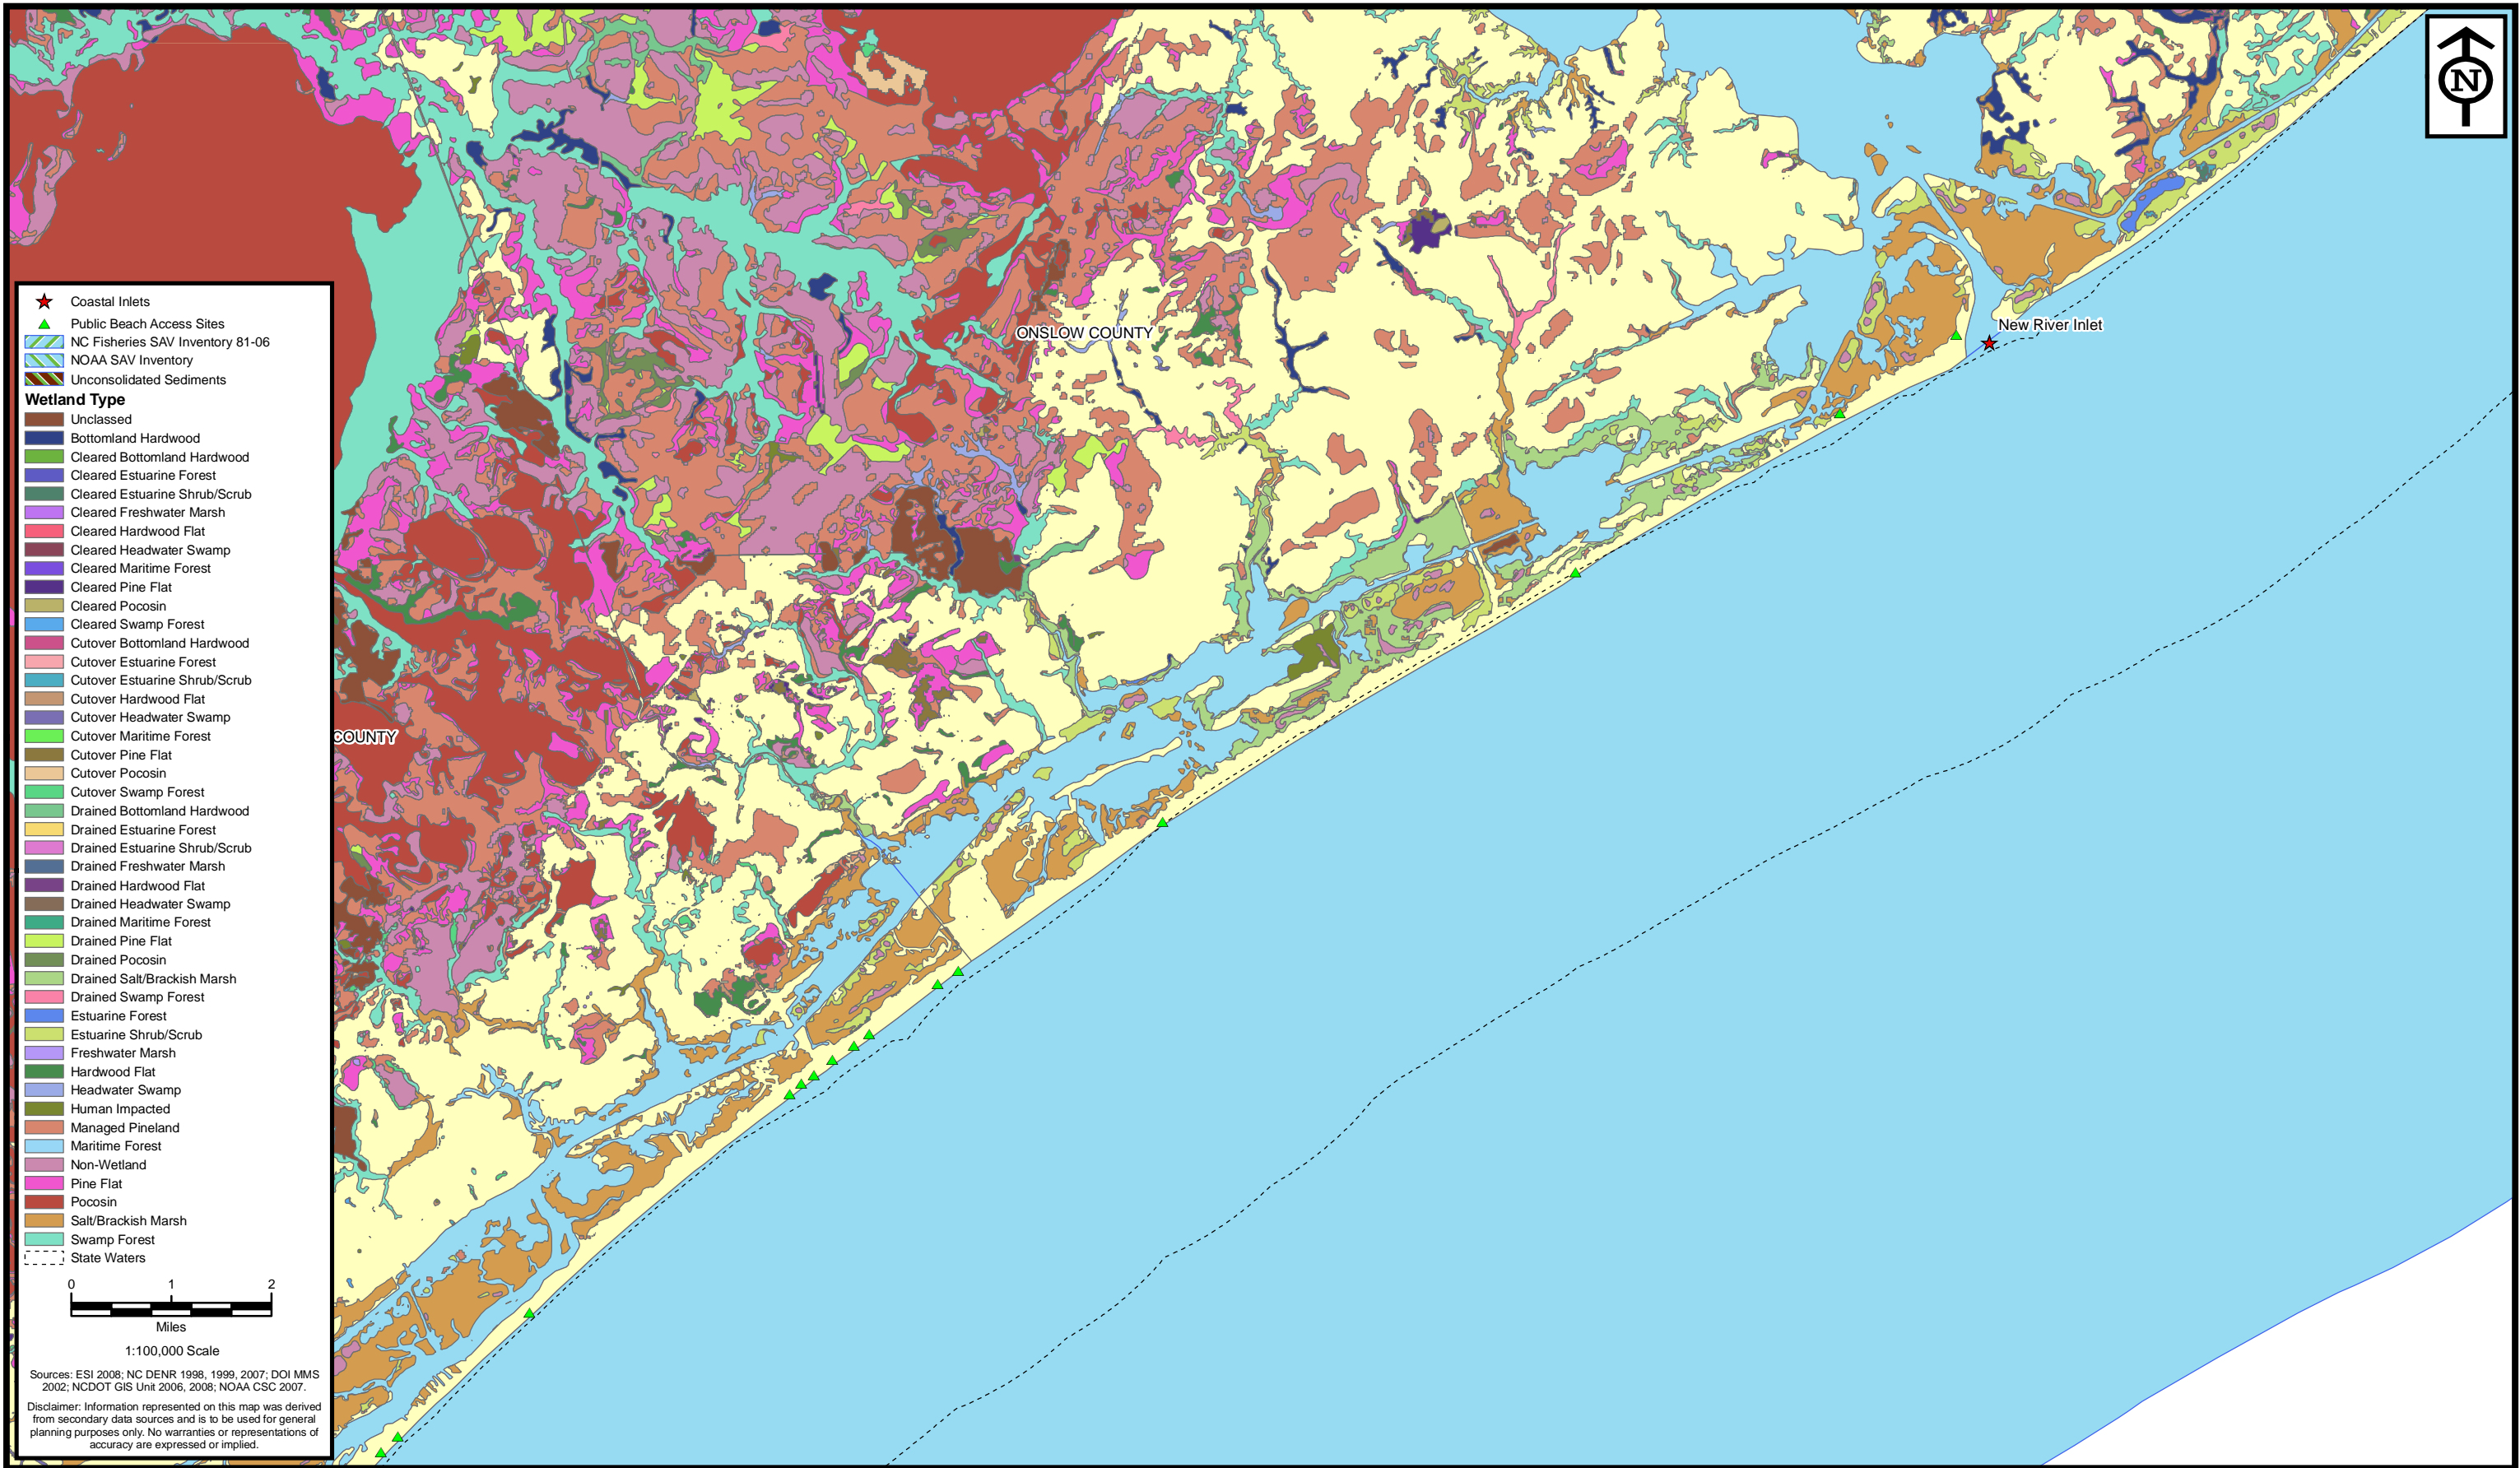 N
ONSLOW COUNTY
New River Inlet
COUNTY
Coastal Inlets
Public Beach Access Sites
NC Fisheries SAV Inventory 81-06
NOAA SAV Inventory
Unconsolidated Sediments
Wetland Type
Unclassed
Bottomland Hardwood
Cleared Bottomland Hardwood
Cleared Estuarine Forest
Cleared Estuarine Shrub/Scrub
Cleared Freshwater Marsh
Cleared Hardwood Flat
Cleared Headwater Swamp
Cleared Maritime Forest
Cleared Pine Flat
Cleared Pocosin
Cleared Swamp Forest
Cutover Bottomland Hardwood
Cutover Estuarine Forest
Cutover Estuarine Shrub/Scrub
Cutover Hardwood Flat
Cutover Headwater Swamp
Cutover Maritime Forest
Cutover Pine Flat
Cutover Pocosin
Cutover Swamp Forest
Drained Bottomland Hardwood
Drained Estuarine Forest
Drained Estuarine Shrub/Scrub
Drained Freshwater Marsh
Drained Hardwood Flat
Drained Headwater Swamp
Drained Maritime Forest
Drained Pine Flat
Drained Pocosin
Drained Salt/Brackish Marsh
Drained Swamp Forest
Estuarine Forest
Estuarine Shrub/Scrub
Freshwater Marsh
Hardwood Flat
Headwater Swamp
Human Impacted
Managed Pineland
Maritime Forest
Non-Wetland
Pine Flat
Pocosin
Salt/Brackish Marsh
Swamp Forest
State Waters
0 1 2
Miles
1:100,000 Scale
Sources: ESI 2008; NC DENR 1998, 1999, 2007; DOI MMS
2002; NCDOT GIS Unit 2006, 2008; NOAA CSC 2007.
Disclaimer: Information represented on this map was derived
from secondary data sources and is to be used for general
planning purposes only. No warranties or representations of
accuracy are expressed or implied.